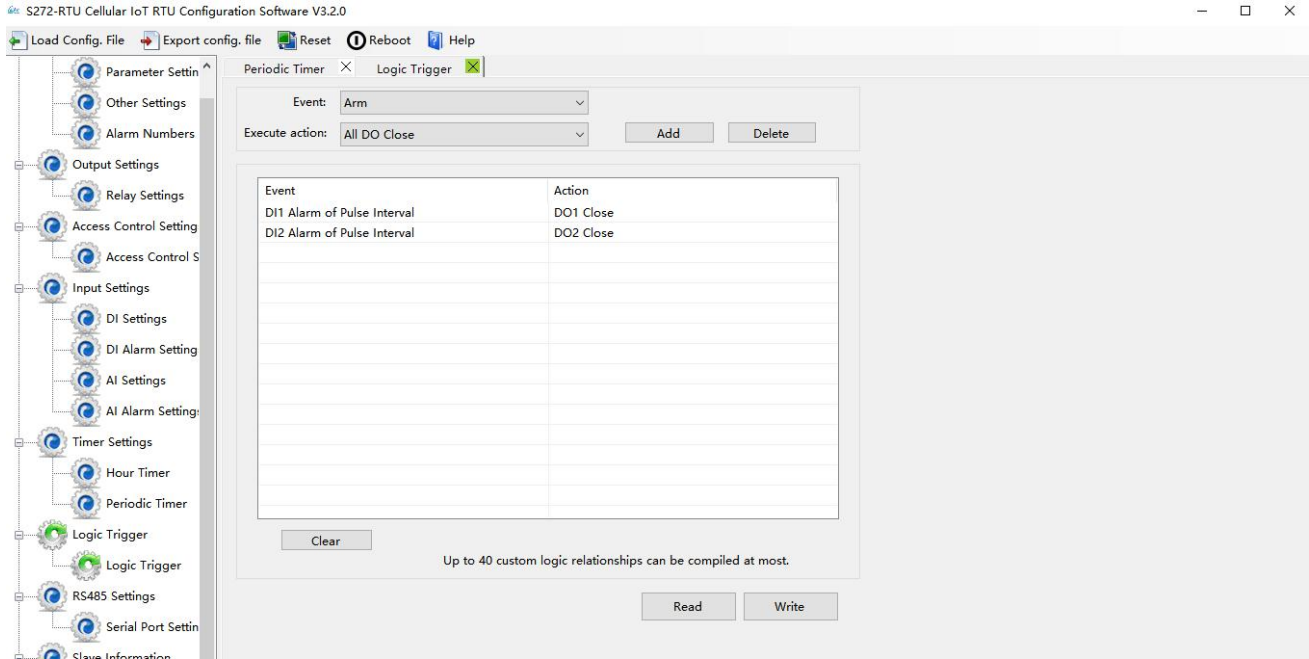 S272-RTU Cellular IoT RTU Configuration Software V3.2.0
Load Config. File Export config. file Reset Reboot Help
Parameter Settin
Other Settings
Alarm Numbers
Output Settings
Relay Settings
Access Control Setting
Access Control S
Input Settings
DI Settings
DI Alarm Setting
AI Settings
AI Alarm Settings
Timer Settings
Hour Timer
Periodic Timer
Logic Trigger
Logic Trigger
RS485 Settings
Serial Port Settin
Slave Information
Periodic Timer Logic Trigger
Event: Arm
Execute action: All DO Close Add Delete
Event Action
DI1 Alarm of Pulse Interval DO1 Close
DI2 Alarm of Pulse Interval DO2 Close
Clear
Up to 40 custom logic relationships can be compiled at most.
Read Write